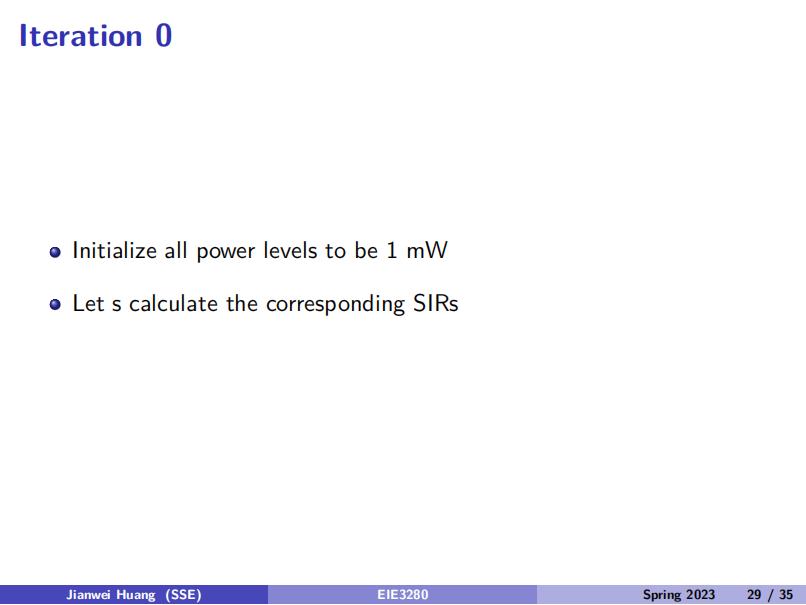 Iteration 0
Initialize all power levels to be 1 mW
Let s calculate the corresponding SIRs
Jianwei Huang (SSE) EIE3280 Spring 2023 29 / 35